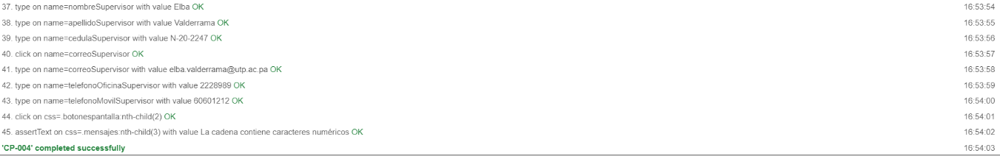 37. type on name=nombreSupervisor with value Elba OK 16:53:54
38. type on name=apellidoSupervisor with value Valderrama OK 16:53:55
39. type on name=cedulaSupervisor with value N-20-2247 OK 16:53:56
40. click on name=correoSupervisor OK 16:53:57
41. type on name=correoSupervisor with value elba.valderrama@utp.ac.pa OK 16:53:58
42. type on name=telefonoOficinaSupervisor with value 2228989 OK 16:53:59
43. type on name=telefonoMovilSupervisor with value 60601212 OK 16:54:00
44. click on css=.botonespantalla:nth-child(2) OK 16:54:01
45. assertText on css=.mensajes:nth-child(3) with value La cadena contiene caracteres numéricos OK 16:54:02
'CP-004' completed successfully 16:54:03